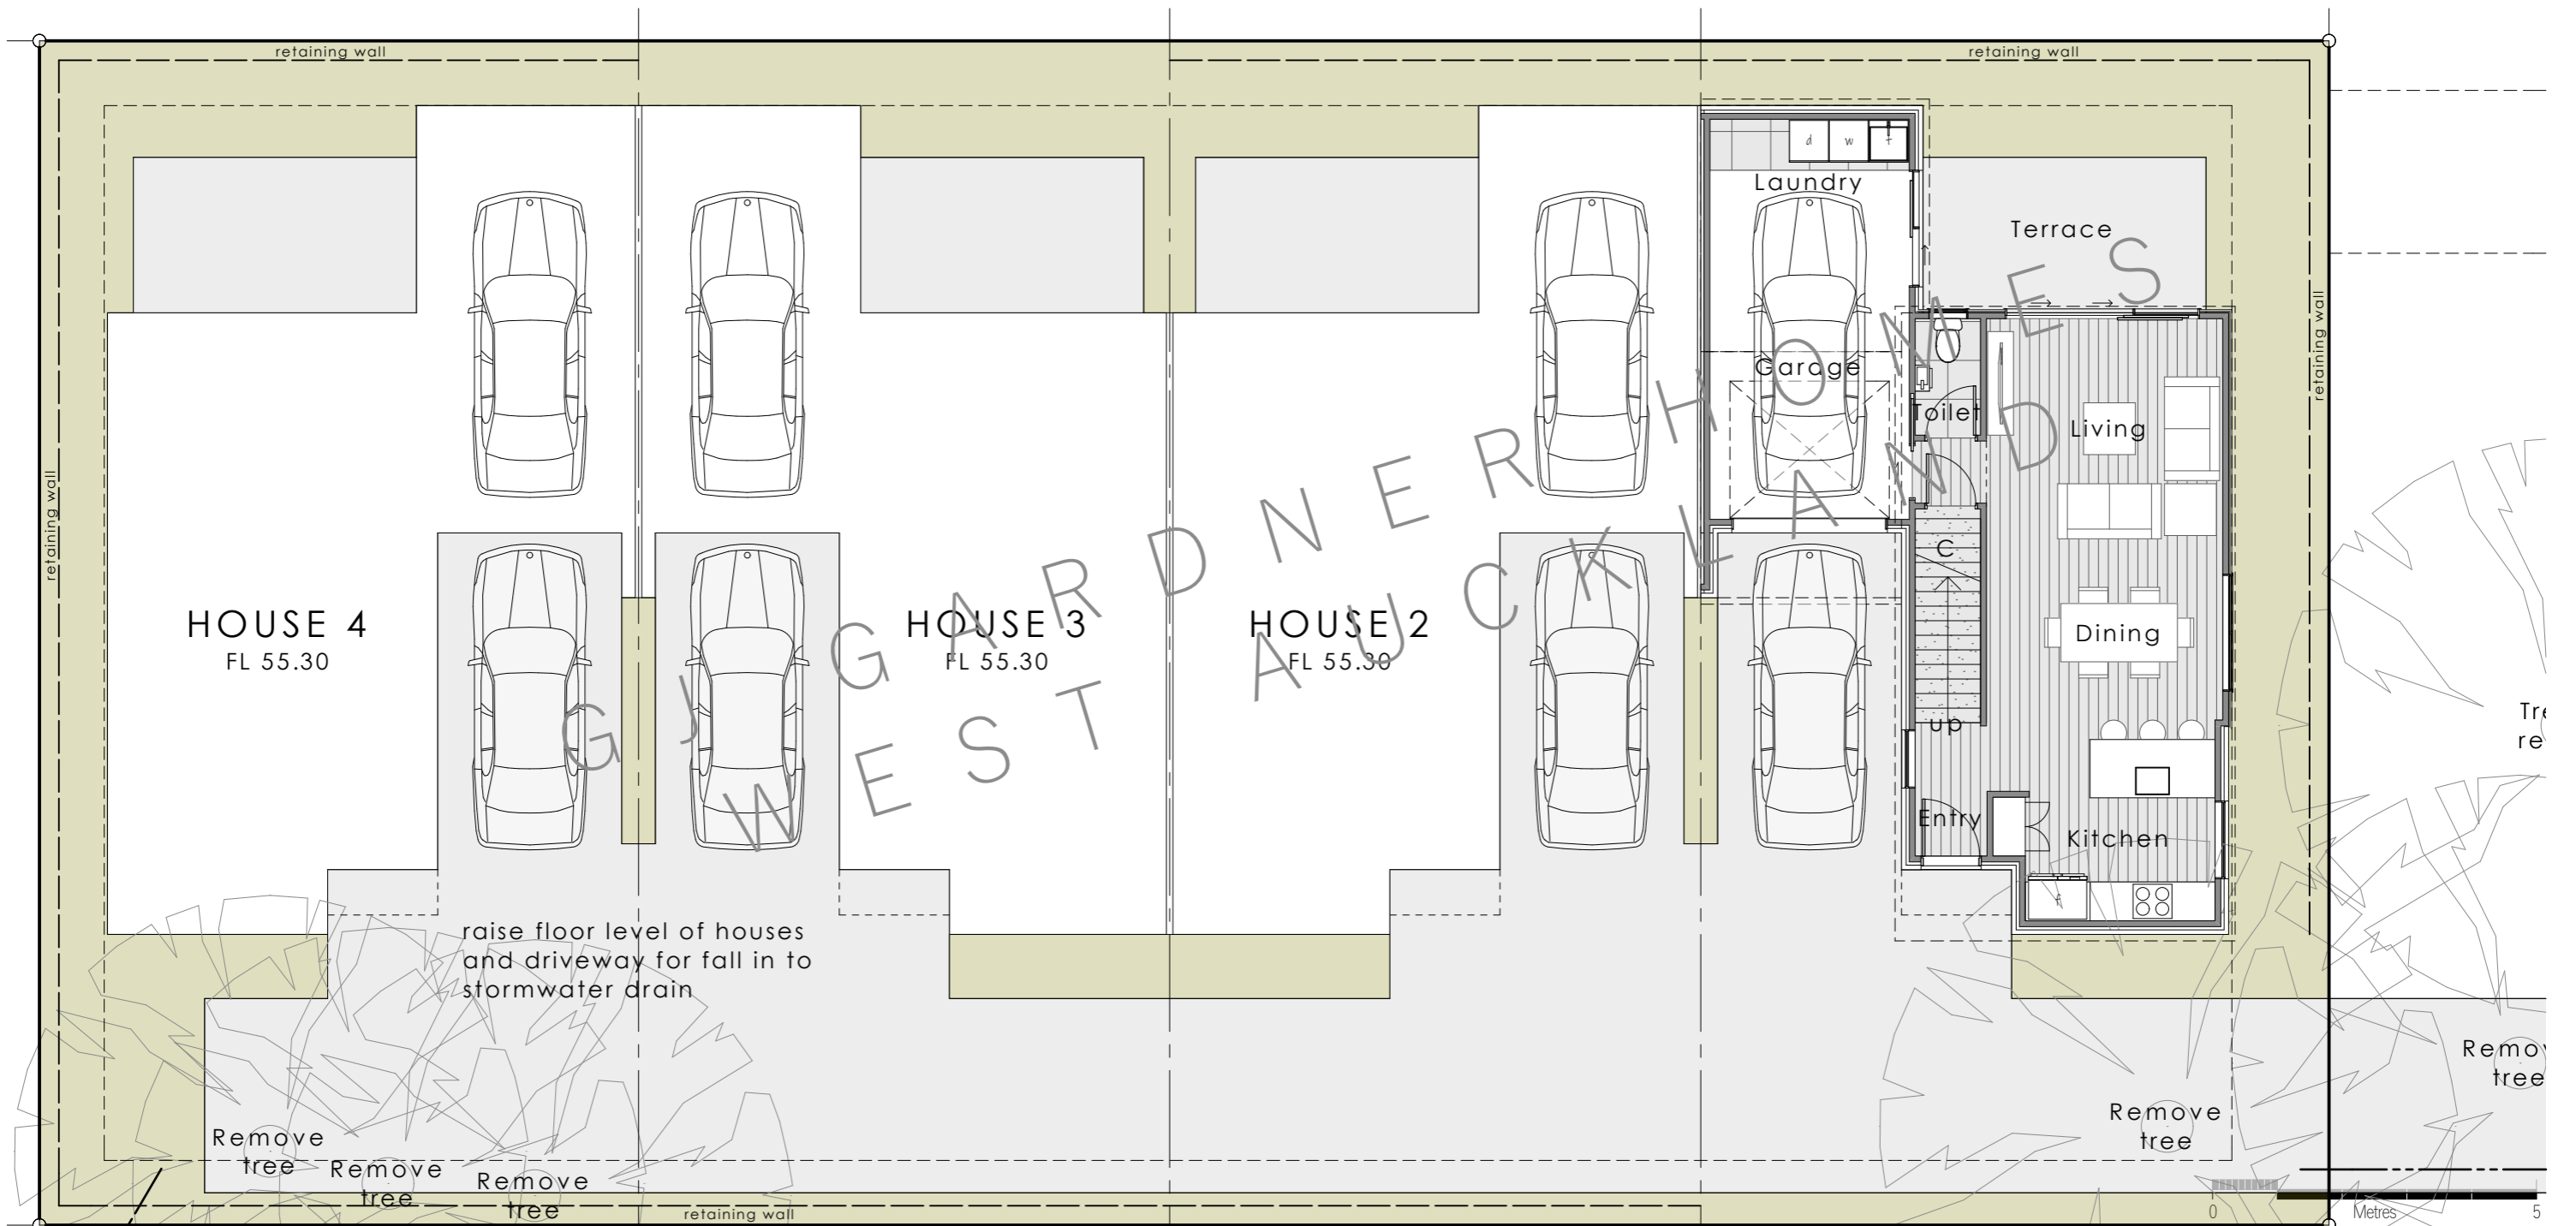 retaining wall
retaining wall
d w
Laundry
Terrace
retaining wall
Garage
Toilet
Living
retaining wall
C
HOUSE 4
FL 55.30
HOUSE 3
FL 55.30
HOUSE 2
FL 55.30
Dining
up
Entry
Kitchen
f
GJ GARDNER HOMES
WEST AUCKLAND
raise floor level of houses
and driveway for fall in to
stormwater drain
Remove
tree
Remove
tree
Remove
tree
Remove
tree
tree
retaining wall
0 Metres 5